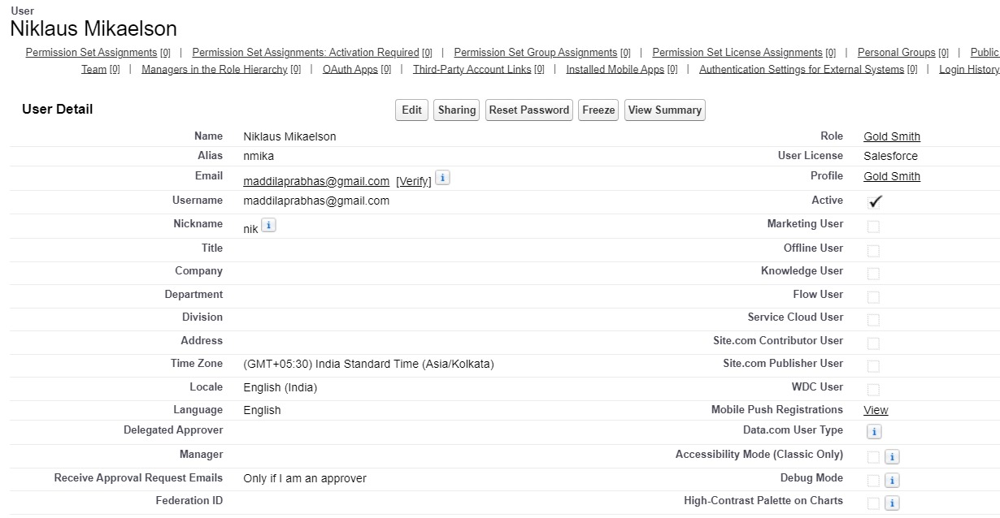 User
Niklaus Mikaelson
Permission Set Assignments [0] | Permission Set Assignments: Activation Required [0] | Permission Set Group Assignments [0] | Permission Set License Assignments [0] | Personal Groups [0] | Public
Team [0] | Managers in the Role Hierarchy [0] | OAuth Apps [0] | Third-Party Account Links [0] | Installed Mobile Apps [0] | Authentication Settings for External Systems [0] | Login History
User Detail Edit Sharing Reset Password Freeze View Summary
Name Niklaus Mikaelson Role Gold Smith
Alias nmika User License Salesforce
Email maddilaprabhas@gmail.com [Verify] i Profile Gold Smith
Username maddilaprabhas@gmail.com Active
Nickname nik i Marketing User
Title Offline User
Company Knowledge User
Department Flow User
Division Service Cloud User
Address Site.com Contributor User
Time Zone (GMT+05:30) India Standard Time (Asia/Kolkata) Site.com Publisher User
Locale English (India) WDC User
Language English Mobile Push Registrations View
Delegated Approver Data.com User Type i
Manager Accessibility Mode (Classic Only) i
Receive Approval Request Emails Only if I am an approver Debug Mode i
Federation ID High-Contrast Palette on Charts i